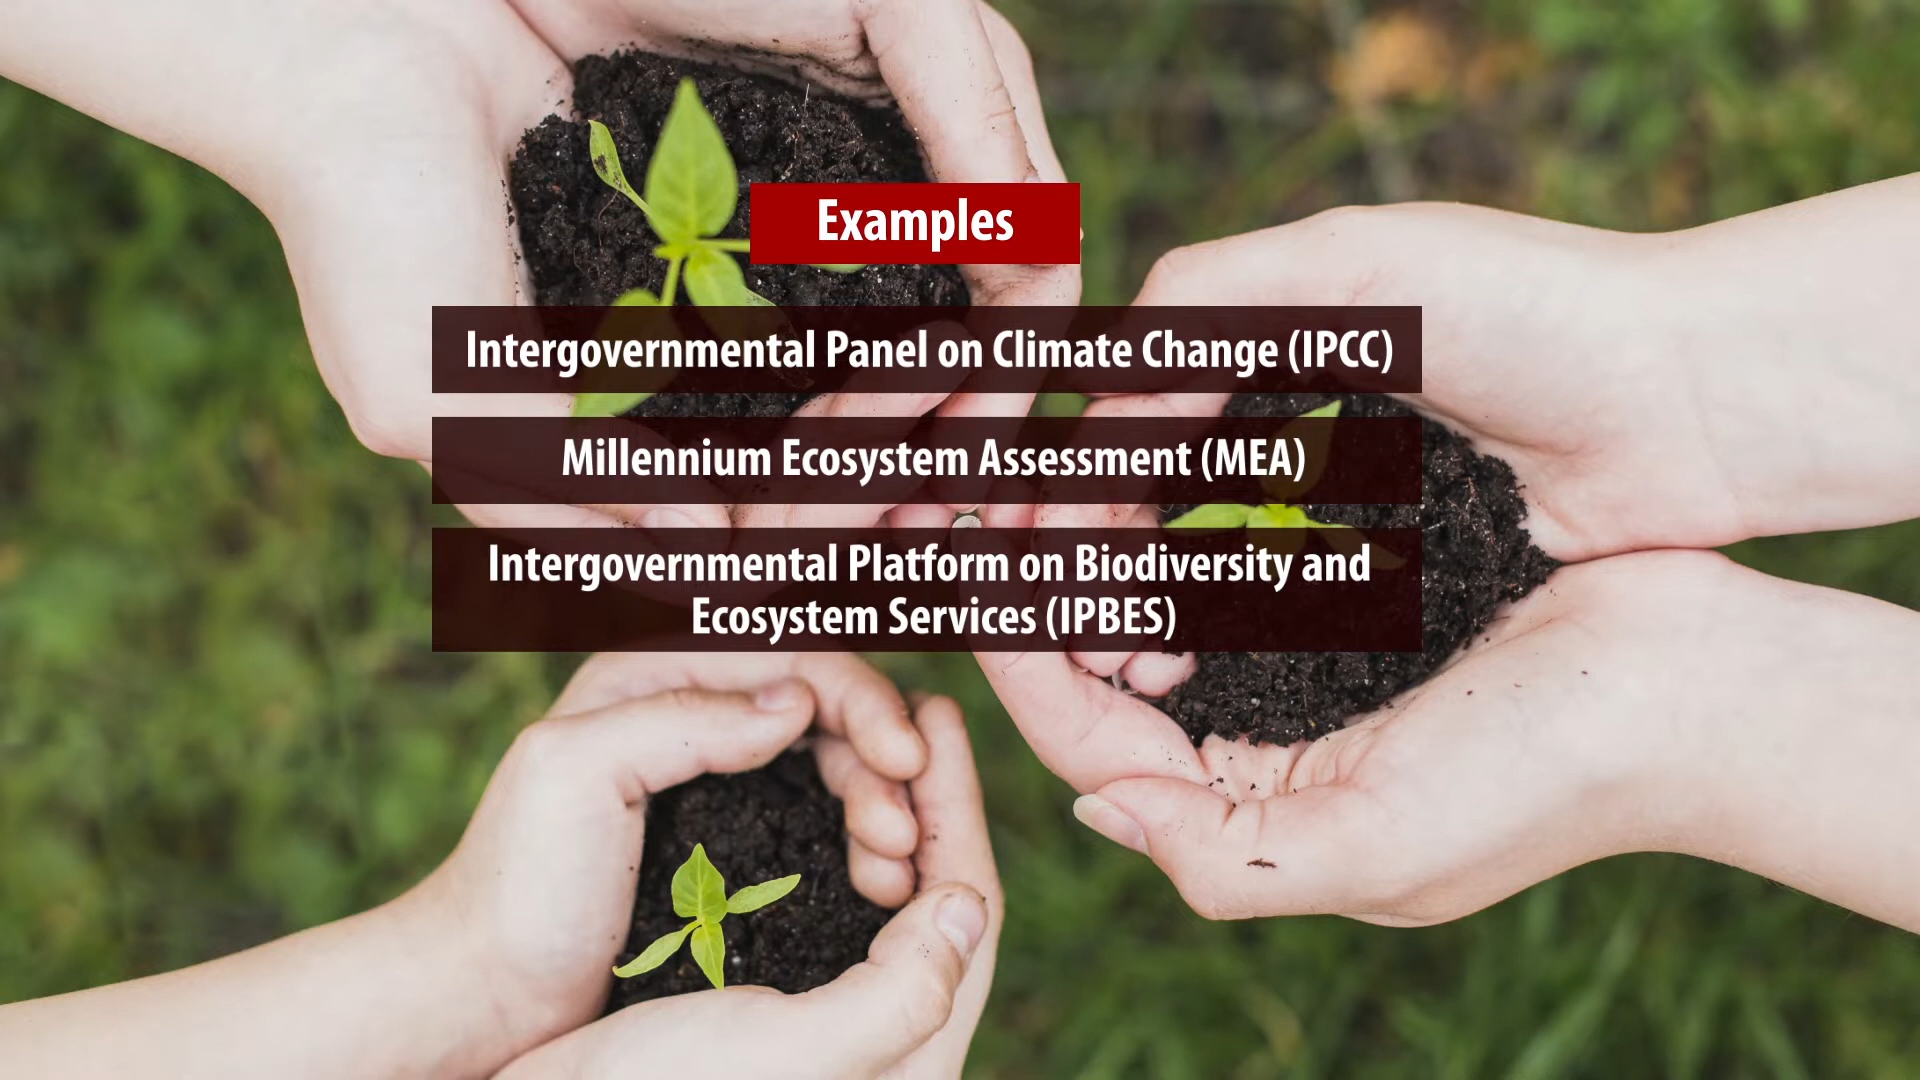 Examples
Intergovernmental Panel on Climate Change (IPCC)
Millennium Ecosystem Assessment (MEA)
Intergovernmental Platform on Biodiversity and
Ecosystem Services (IPBES)